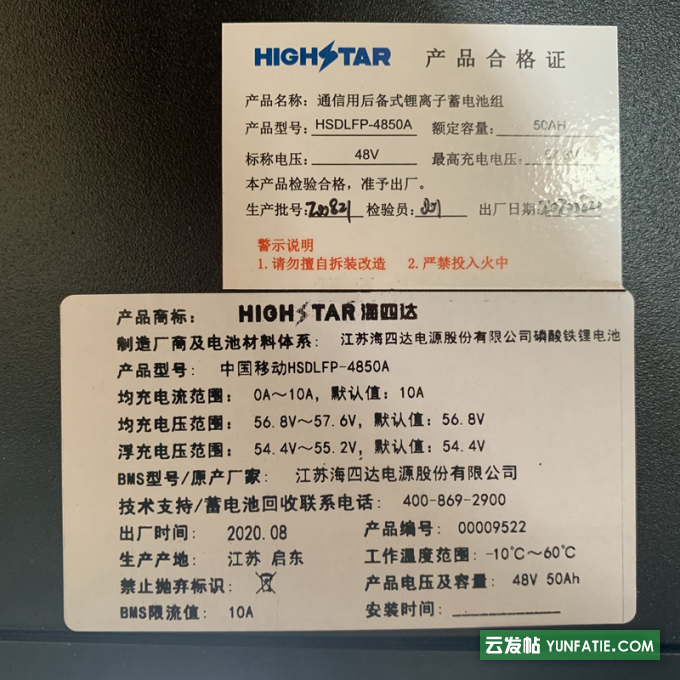 HIGHSTAR 产品合格证
产品名称: 通信用后备式锂离子蓄电池组
产品型号: HSDLFP-4850A 额定容量: 50AH
标称电压: 48V 最高充电电压: 57.6V
本产品检验合格,准予出厂。
生产批号: 200821 检验员: 出厂日期: 20200821
警示说明
1.请勿擅自拆装改造 2.严禁投入火中
产品商标: HIGHSTAR 海四达
制造厂商及电池材料体系: 江苏海四达电源股份有限公司磷酸铁锂电池
产品型号: 中国移动HSDLFP-4850A
均充电流范围: 0A～10A, 默认值: 10A
均充电压范围: 56.8V～57.6V, 默认值: 56.8V
浮充电压范围: 54.4V～55.2V, 默认值: 54.4V
BMS型号/原产厂家: 江苏海四达电源股份有限公司
技术支持/蓄电池回收联系电话: 400-869-2900
出厂时间: 2020.08 产品编号: 00009522
生产产地: 江苏 启东 工作温度范围: -10℃～60℃
禁止抛弃标识: 产品电压及容量: 48V 50Ah
BMS限流值: 10A 安装时间:
云发帖 YUNFATIE.COM